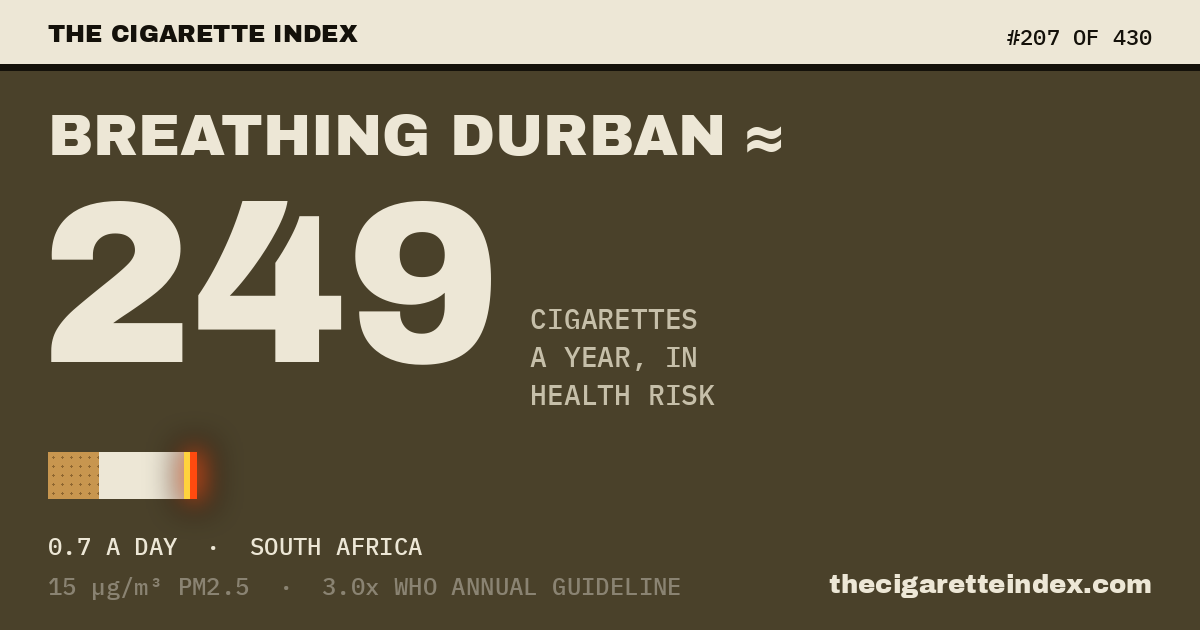 THE CIGARETTE INDEX
#207 OF 430
BREATHING DURBAN ≈
249
CIGARETTES
A YEAR, IN
HEALTH RISK
0.7 A DAY · SOUTH AFRICA
15 µg/m³ PM2.5 · 3.0x WHO ANNUAL GUIDELINE
thecigaretteindex.com